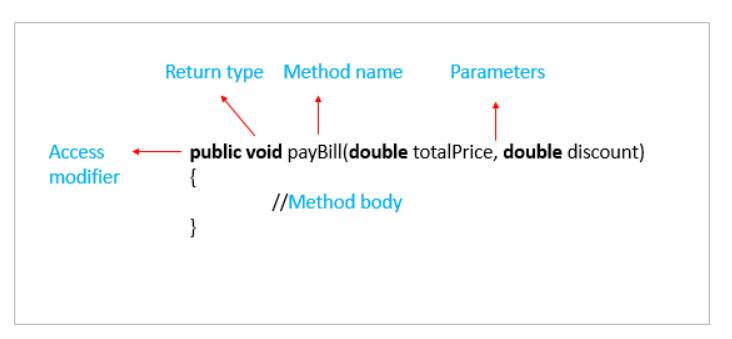 Return type Method name Parameters
Access modifier
public void payBill(double totalPrice, double discount)
{
//Method body
}